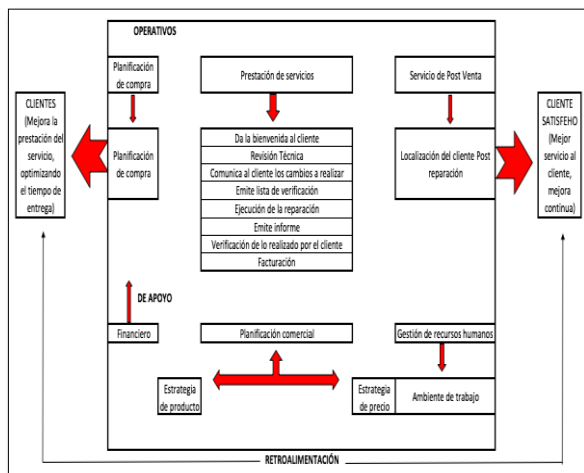 OPERATIVOS
Planificación
de compra
Prestación de servicios
Servicio de Post Venta
CLIENTES
(Mejora la
prestación del
servicio,
optimizando
el tiempo de
entrega)
Planificación
de compra
Da la bienvenida al cliente
Revisión Técnica
Comunica al cliente los cambios a realizar
Emite lista de verificación
Ejecución de la reparación
Emite informe
Verificación de lo realizado por el cliente
Facturación
Localización del cliente Post
reparación
CLIENTE
SATISFEHO
(Mejor
servicio al
cliente,
mejora
continua)
DE APOYO
Financiero
Planificación comercial
Gestión de recursos humanos
Estrategia
de producto
Estrategia
de precio
Ambiente de trabajo
RETROALIMENTACIÓN